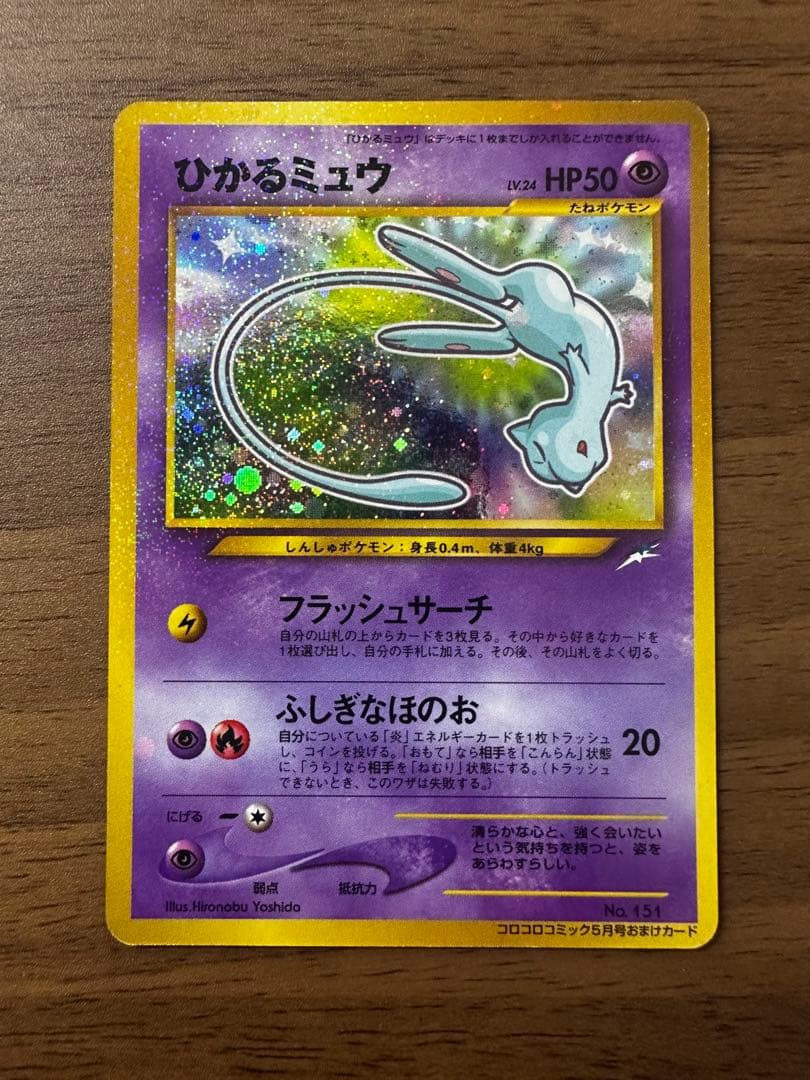 「ひかるミュウ」はデッキに1枚までしか入れることができません。
ひかるミュウ
LV.24 HP50
たねポケモン
しんしゅポケモン：身長0.4m、体重4kg
フラッシュサーチ
自分の山札の上からカードを3枚見る。その中から好きなカードを
1枚選び出し、自分の手札に加える。その後、その山札をよく切る。
ふしぎなほのお
自分についている「炎」エネルギーカードを1枚トラッシュ
し、コインを投げる。「おもて」なら相手を「こんらん」状態
に、「うら」なら相手を「ねむり」状態にする。（トラッシュ
できないとき、このワザは失敗する。）
20
にげる
弱点 抵抗力
清らかな心と、強く会いたい
という気持ちを持つと、姿を
あらわすらしい。
Illus.Hironobu Yoshida
No. 151
コロコロコミック5月号おまけカード